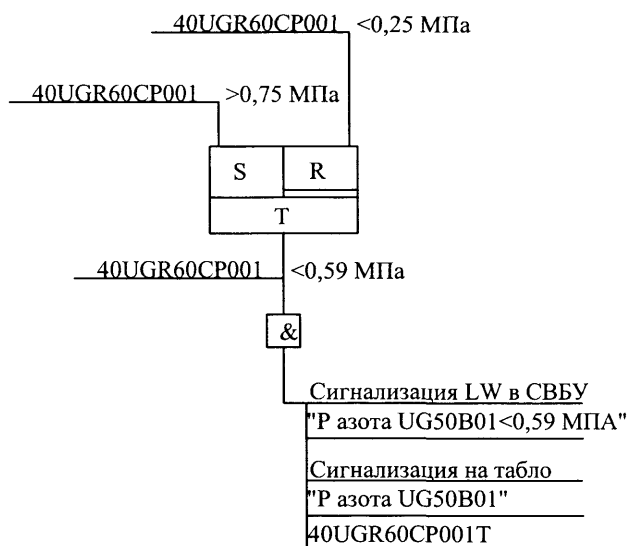 40UGR60CP001 <0,25 МПа
40UGR60CP001 >0,75 МПа
S R
T
40UGR60CP001 <0,59 МПа
&
Сигнализация LW в СВБУ
"Р азота UG50B01<0,59 МПА"
Сигнализация на табло
"Р азота UG50B01"
40UGR60CP001T